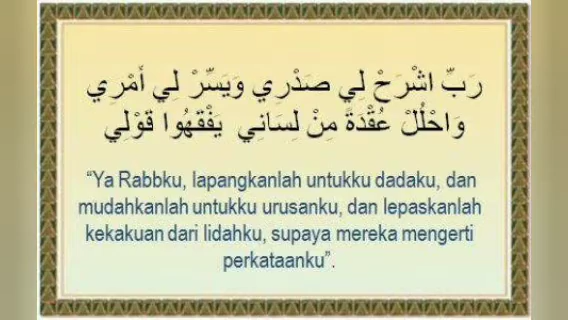 رَبِّ اشْرَحْ لِي صَدْرِي وَيَسِّرْ لِي أَمْرِي
وَاحْلُلْ عُقْدَةً مِنْ لِسَانِي يَفْقَهُوا قَوْلِي
“Ya Rabbku, lapangkanlah untukku dadaku, dan
mudahkanlah untukku urusanku, dan lepaskanlah
kekakuan dari lidahku, supaya mereka mengerti
perkataanku”.